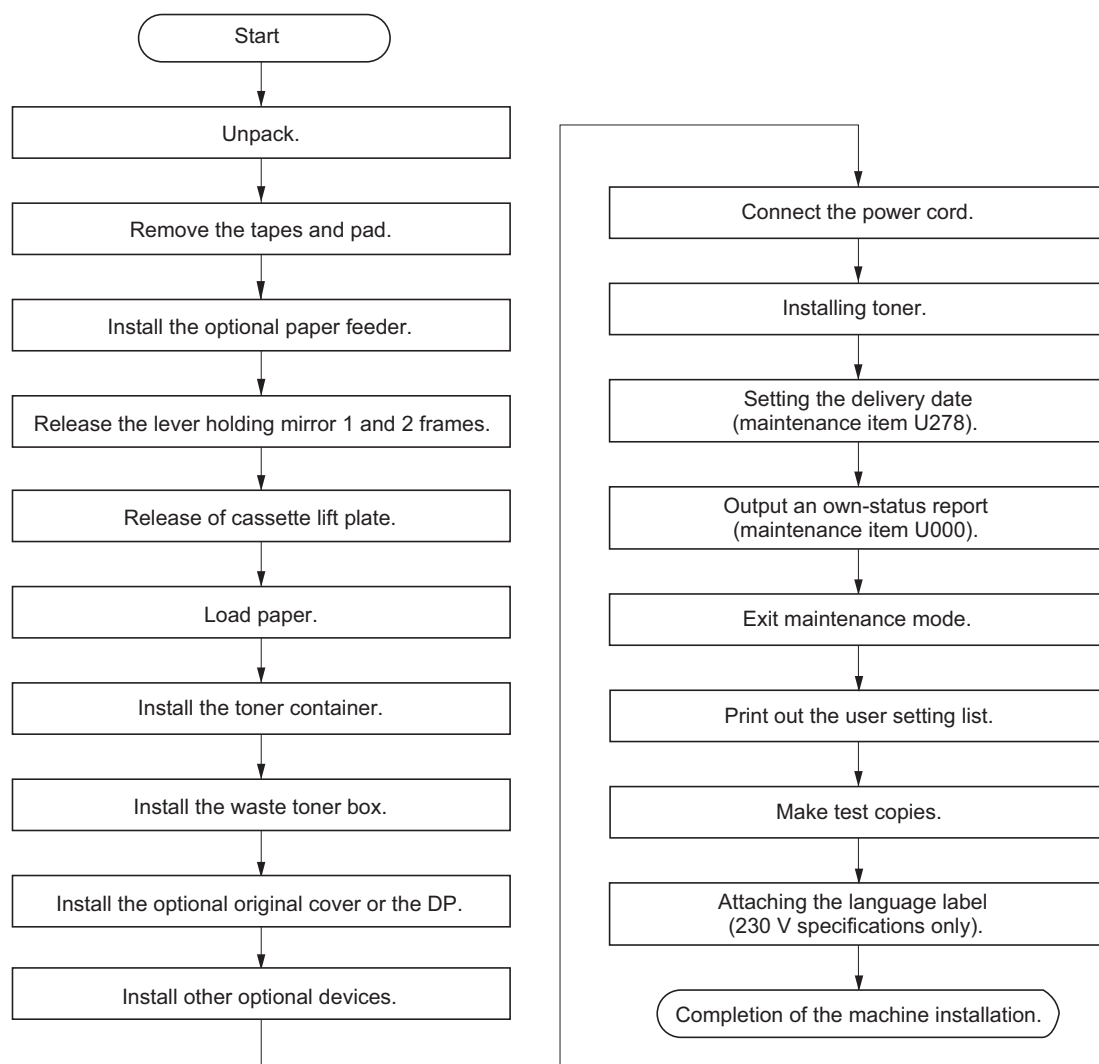 Start
Unpack.
Remove the tapes and pad.
Install the optional paper feeder.
Release the lever holding mirror 1 and 2 frames.
Release of cassette lift plate.
Load paper.
Install the toner container.
Install the waste toner box.
Install the optional original cover or the DP.
Install other optional devices.
Connect the power cord.
Installing toner.
Setting the delivery date
(maintenance item U278).
Output an own-status report
(maintenance item U000).
Exit maintenance mode.
Print out the user setting list.
Make test copies.
Attaching the language label
(230 V specifications only).
Completion of the machine installation.